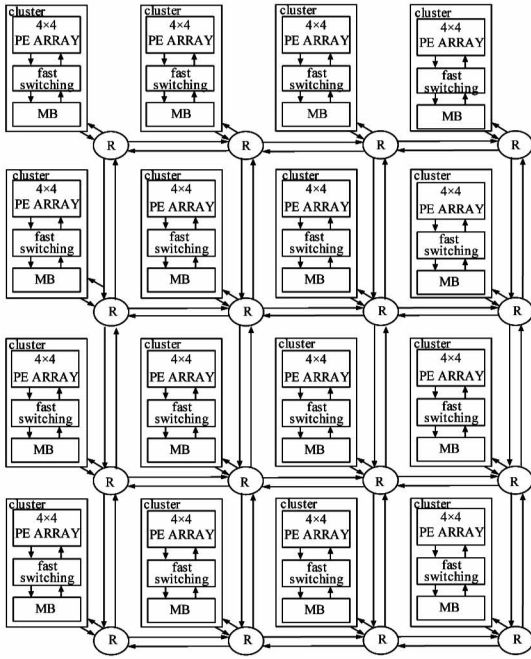 cluster
4×4
PE ARRAY
fast
switching
MB
R
cluster
4×4
PE ARRAY
fast
switching
MB
R
cluster
4×4
PE ARRAY
fast
switching
MB
R
cluster
4×4
PE ARRAY
fast
switching
MB
R
cluster
4×4
PE ARRAY
fast
switching
MB
R
cluster
4×4
PE ARRAY
fast
switching
MB
R
cluster
4×4
PE ARRAY
fast
switching
MB
R
cluster
4×4
PE ARRAY
fast
switching
MB
R
cluster
4×4
PE ARRAY
fast
switching
MB
R
cluster
4×4
PE ARRAY
fast
switching
MB
R
cluster
4×4
PE ARRAY
fast
switching
MB
R
cluster
4×4
PE ARRAY
fast
switching
MB
R
cluster
4×4
PE ARRAY
fast
switching
MB
R
cluster
4×4
PE ARRAY
fast
switching
MB
R
cluster
4×4
PE ARRAY
fast
switching
MB
R
cluster
4×4
PE ARRAY
fast
switching
MB
R